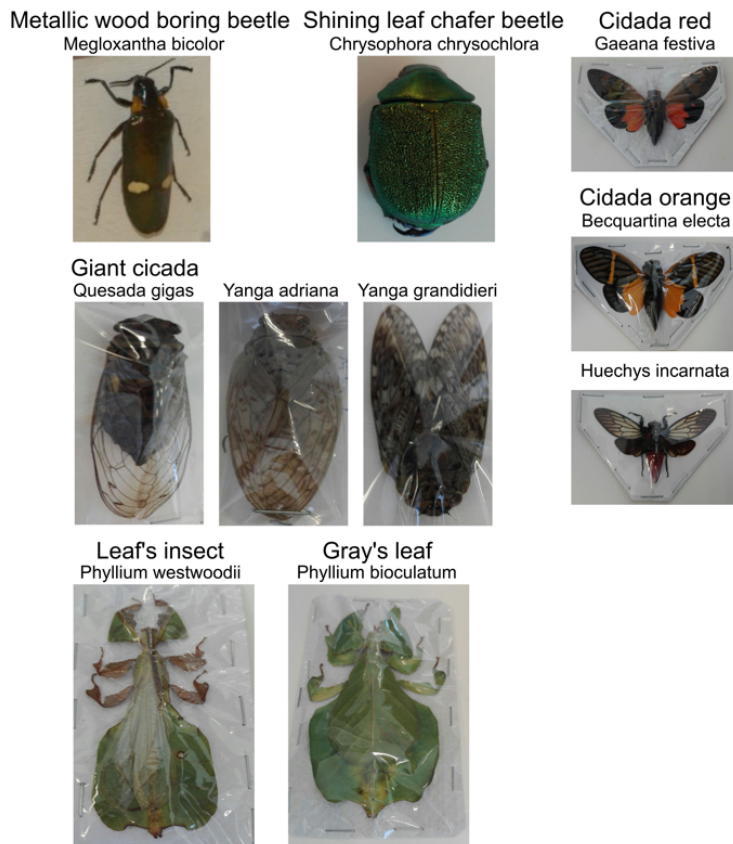 Metallic wood boring beetle
Megloxantha bicolor
Shining leaf chafer beetle
Chrysophora chrysochlora
Cidada red
Gaeana festiva
Cidada orange
Becquartina electa
Giant cicada
Quesada gigas
Yanga adriana
Yanga grandidieri
Huechys incarnata
Leaf's insect
Phyllium westwoodii
Gray's leaf
Phyllium bioculatum